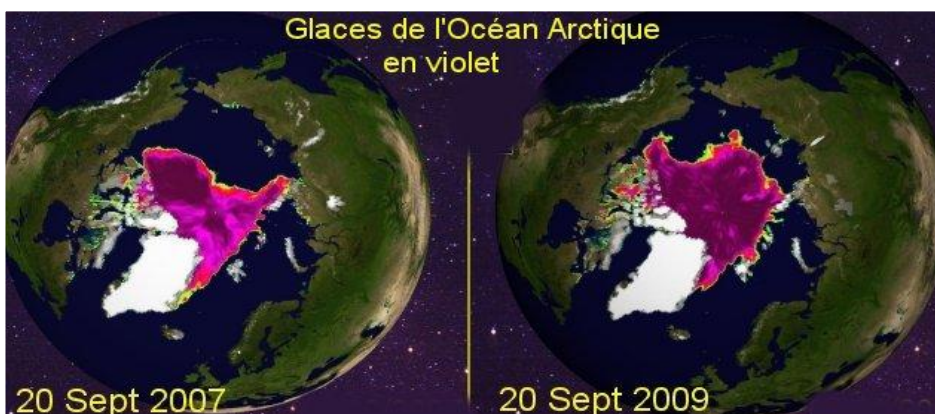 Glaces de l'Océan Arctique
en violet
20 Sept 2007
20 Sept 2009